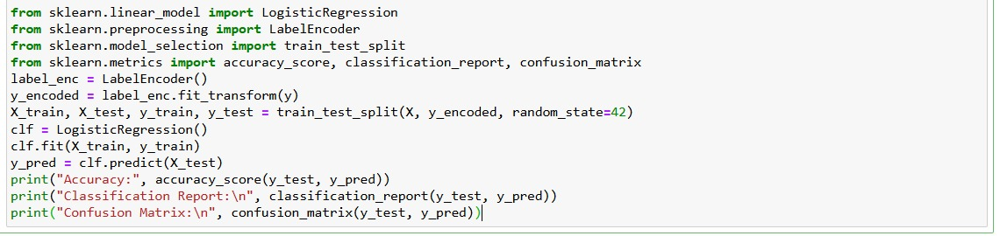 from sklearn.linear_model import LogisticRegression
from sklearn.preprocessing import LabelEncoder
from sklearn.model_selection import train_test_split
from sklearn.metrics import accuracy_score, classification_report, confusion_matrix
label_enc = LabelEncoder()
y_encoded = label_enc.fit_transform(y)
X_train, X_test, y_train, y_test = train_test_split(X, y_encoded, random_state=42)
clf = LogisticRegression()
clf.fit(X_train, y_train)
y_pred = clf.predict(X_test)
print("Accuracy:", accuracy_score(y_test, y_pred))
print("Classification Report:\n", classification_report(y_test, y_pred))
print("Confusion Matrix:\n", confusion_matrix(y_test, y_pred))